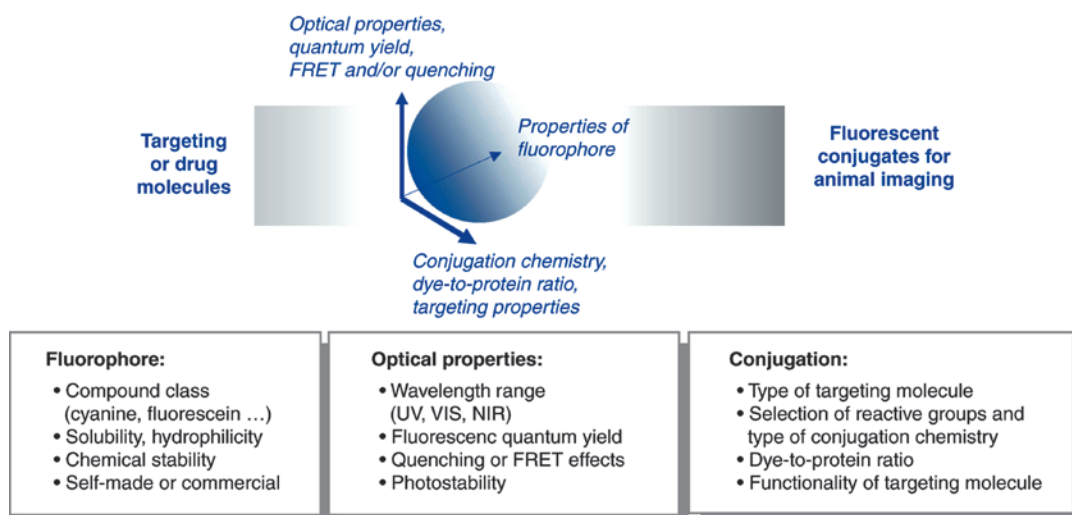 Optical properties,
quantum yield,
FRET and/or quenching
Targeting
or drug
molecules
Properties of
fluorophore
Fluorescent
conjugates for
animal imaging
Conjugation chemistry,
dye-to-protein ratio,
targeting properties
Fluorophore:
• Compound class
(cyanine, fluorescein ...)
• Solubility, hydrophilicity
• Chemical stability
• Self-made or commercial
Optical properties:
• Wavelength range
(UV, VIS, NIR)
• Fluorescenc quantum yield
• Quenching or FRET effects
• Photostability
Conjugation:
• Type of targeting molecule
• Selection of reactive groups and
type of conjugation chemistry
• Dye-to-protein ratio
• Functionality of targeting molecule